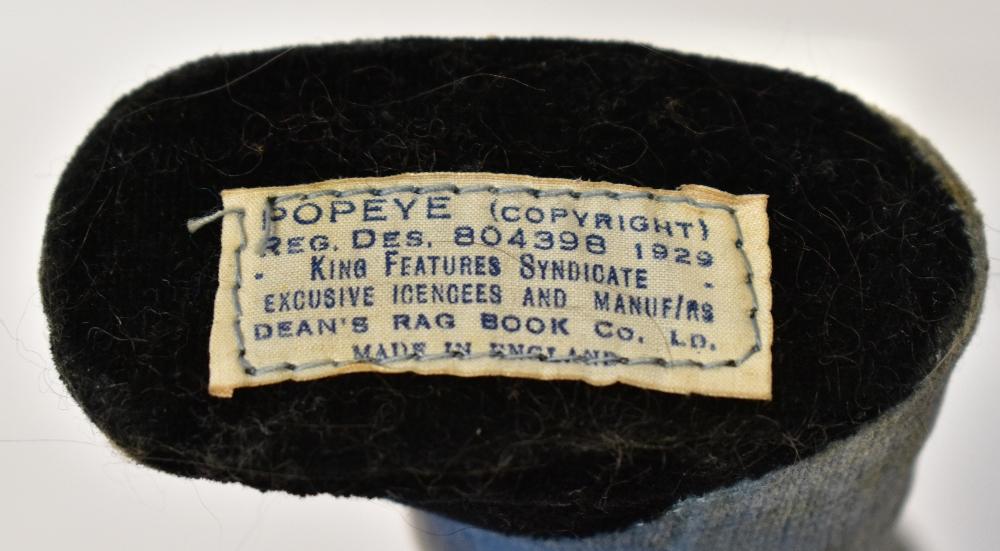 POPEYE (COPYRIGHT)
REG. DES. 804398 1929
- KING FEATURES SYNDICATE -
EXCUSIVE ICENCEES AND MANUF/RS
DEAN'S RAG BOOK CO. LD.
MADE IN ENGLAND